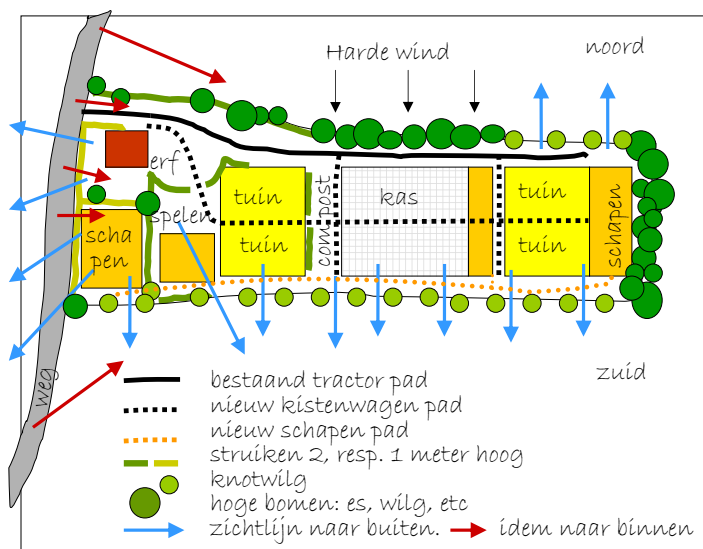 Harde wind
noord
erf
tuin
kas
tuin
spelen
com post
scha
pen
tuin
tuin
schapen
zuid
weg
bestaand tractor pad
nieuw kistenwagen pad
nieuw schapen pad
struiken 2, resp. 1 meter hoog
knotwilg
hoge bomen: es, wilg, etc
zichtlijn naar buiten. idem naar binnen